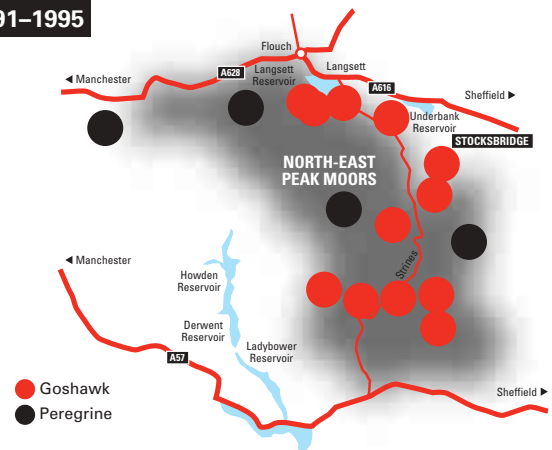 91–1995
Flouch
Langsett
◄ Manchester
A628
Langsett
Reservoir
A616
Sheffield ►
Underbank
Reservoir
STOCKSBRIDGE
NORTH-EAST
PEAK MOORS
Strines
◄ Manchester
Howden
Reservoir
Derwent
Reservoir
Ladybower
Reservoir
A57
Goshawk
Peregrine
Sheffield ►